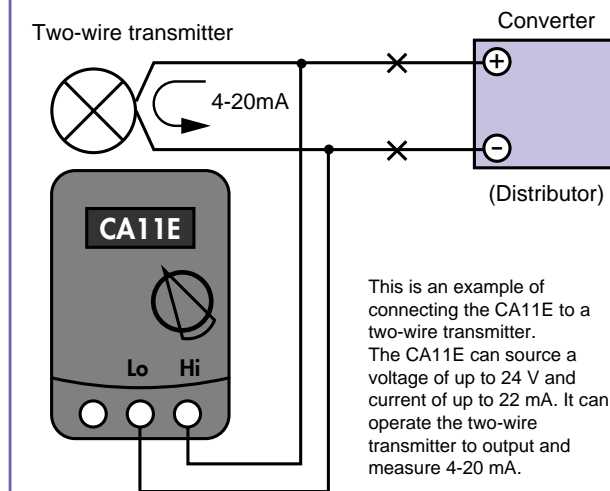 Converter
Two-wire transmitter
4-20mA
+
−
(Distributor)
CA11E
Lo Hi
This is an example of
connecting the CA11E to a
two-wire transmitter.
The CA11E can source a
voltage of up to 24 V and
current of up to 22 mA. It can
operate the two-wire
transmitter to output and
measure 4-20 mA.